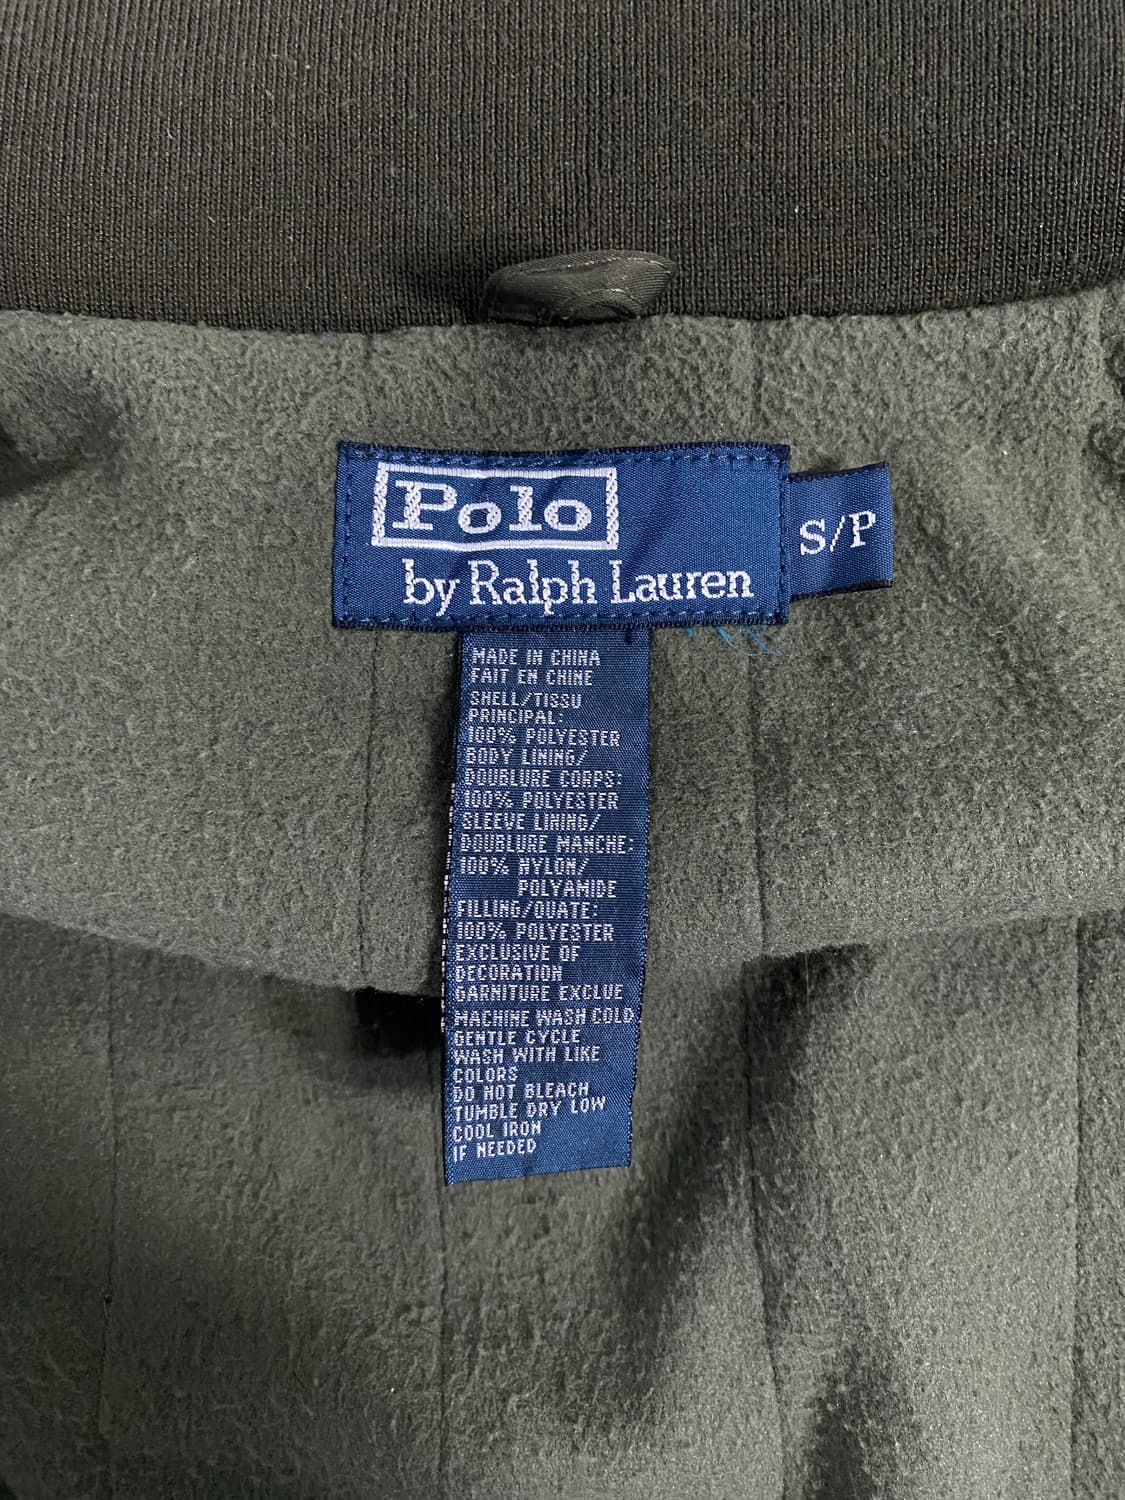 Polo
by Ralph Lauren
S/P
MADE IN CHINA
FAIT EN CHINE
SHELL/TISSU
PRINCIPAL:
100% POLYESTER
BODY LINING/
DOUBLURE CORPS:
100% POLYESTER
SLEEVE LINING/
DOUBLURE MANCHE:
100% NYLON/
POLYAMIDE
FILLING/OUATE:
100% POLYESTER
EXCLUSIVE OF
DECORATION
GARNITURE EXCLUE
MACHINE WASH COLD
GENTLE CYCLE
WASH WITH LIKE
COLORS
DO NOT BLEACH
TUMBLE DRY LOW
COOL IRON
IF NEEDED